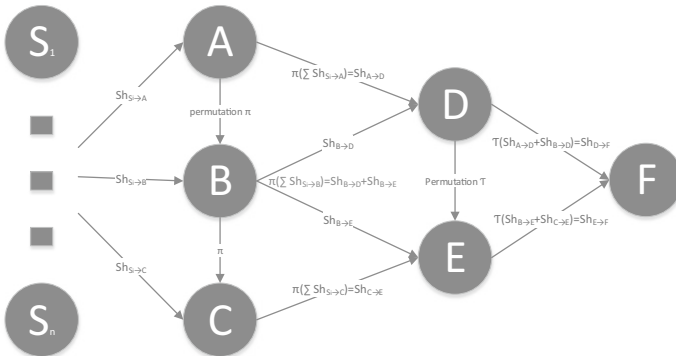 S₁
A
π(∑ Sh_{Si→A})=Sh_{A→D}
Sh_{Si→A}
permutation π
D
Sh_{B→D}
Ƭ(Sh_{A→D}+Sh_{B→D})=Sh_{D→F}
Sh_{Si→B}
B
π(∑ Sh_{Si→B})=Sh_{B→D}+Sh_{B→E}
Permutation Ƭ
F
Sh_{B→E}
Ƭ(Sh_{B→E}+Sh_{C→E})=Sh_{E→F}
π
E
Sh_{Si→C}
π(∑ Sh_{Si→C})=Sh_{C→E}
Sₙ
C